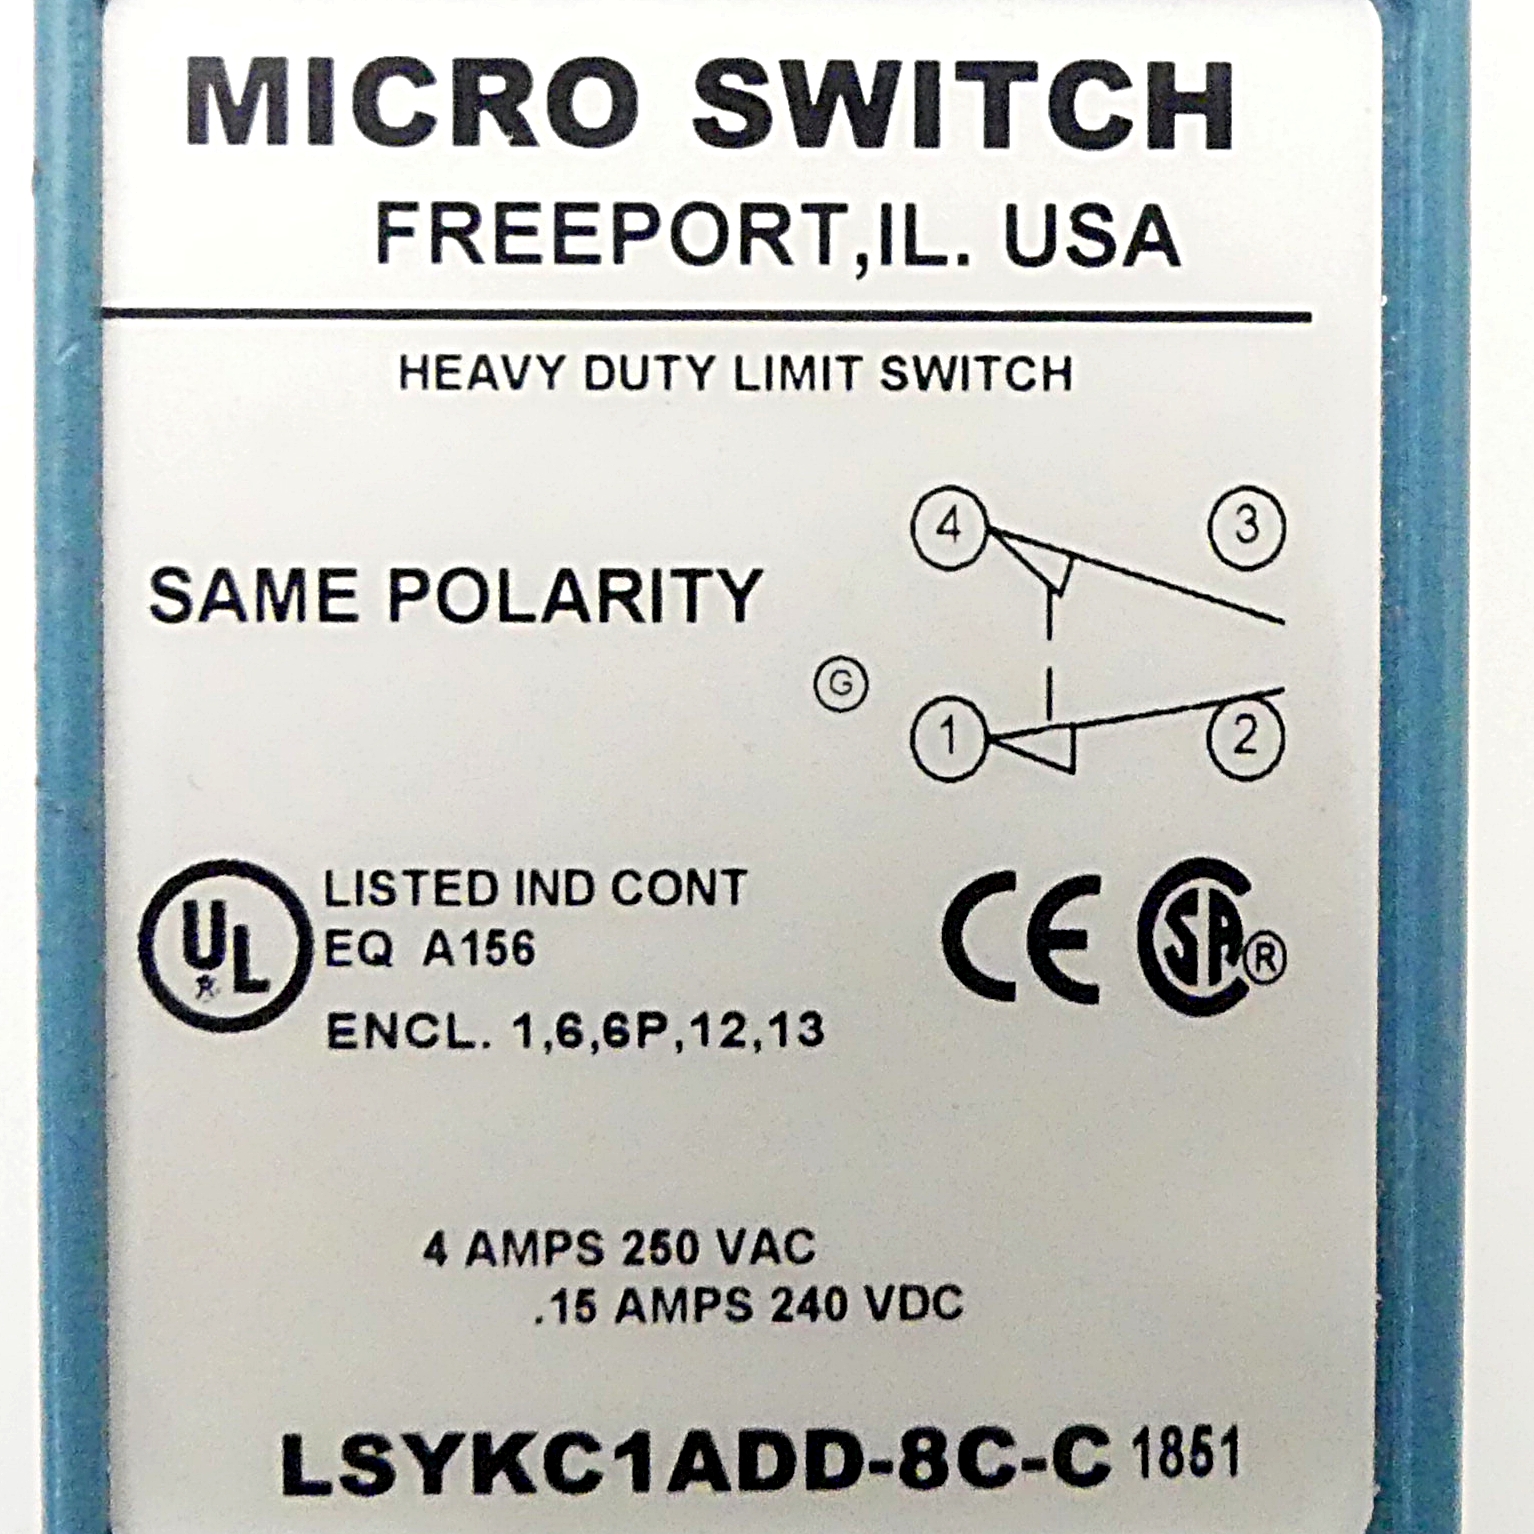 MICRO SWITCH
FREEPORT,IL. USA
HEAVY DUTY LIMIT SWITCH
4 3
SAME POLARITY
G
1 2
UL LISTED IND CONT
EQ A156
ENCL. 1,6,6P,12,13
CE CSA ®
4 AMPS 250 VAC
.15 AMPS 240 VDC
LSYKC1ADD-8C-C 1851